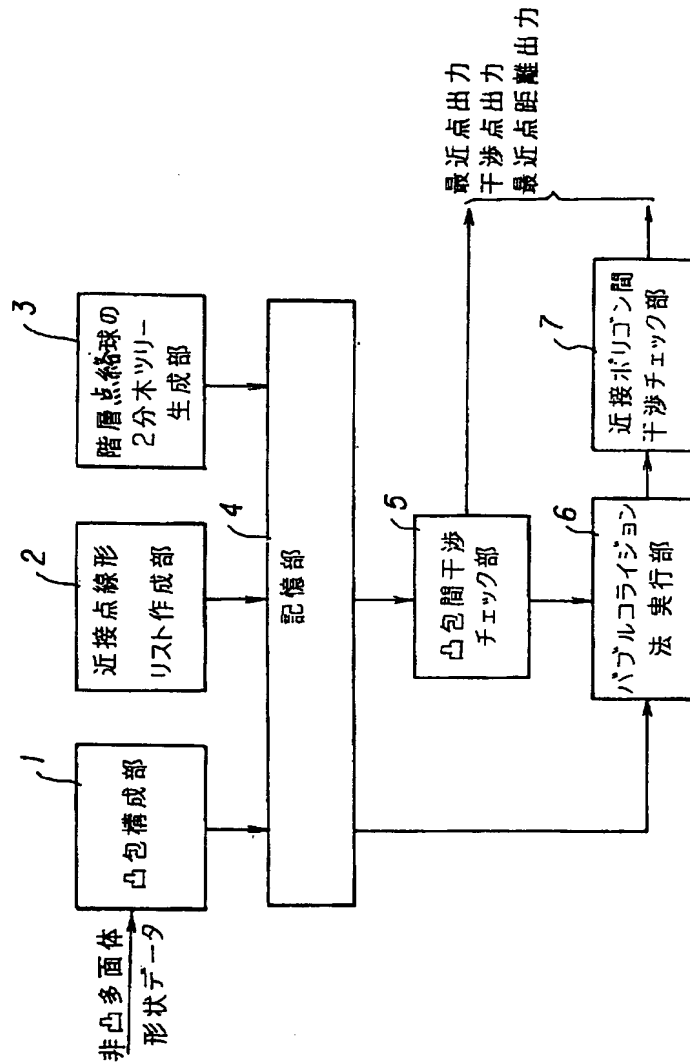 非凸多面体
形状データ
1
凸包構成部
2
近接点線形
リスト作成部
3
階層点絡球の
2分木ツリー
生成部
4
記憶部
5
凸包間干渉
チェック部
6
バブルコライジョン
法 実行部
7
近接ポリゴン間
干渉チェック部
最近点出力
干渉点出力
最近点距離出力